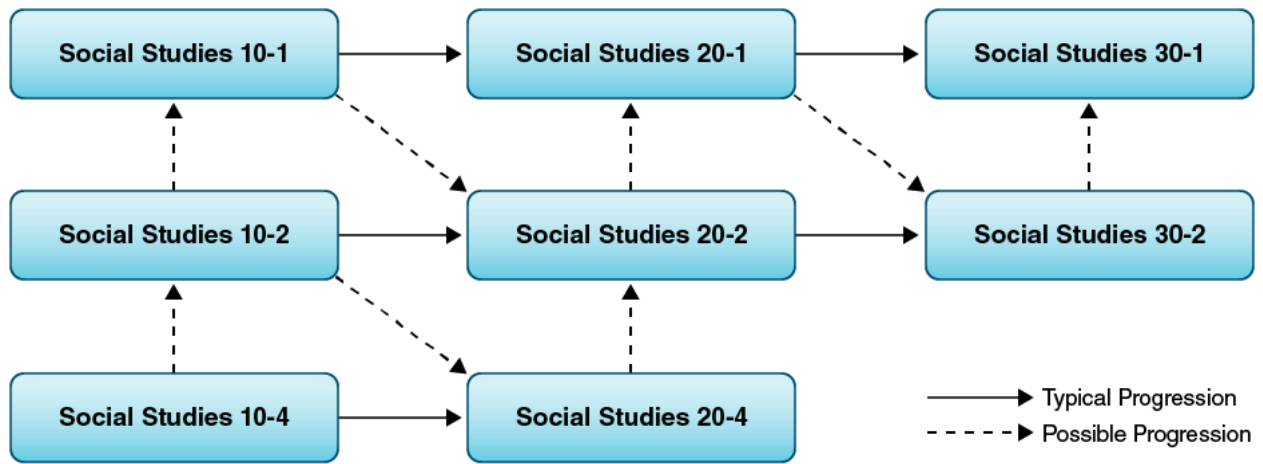 Social Studies 10-1
Social Studies 20-1
Social Studies 30-1
Social Studies 10-2
Social Studies 20-2
Social Studies 30-2
Social Studies 10-4
Social Studies 20-4
Typical Progression
Possible Progression